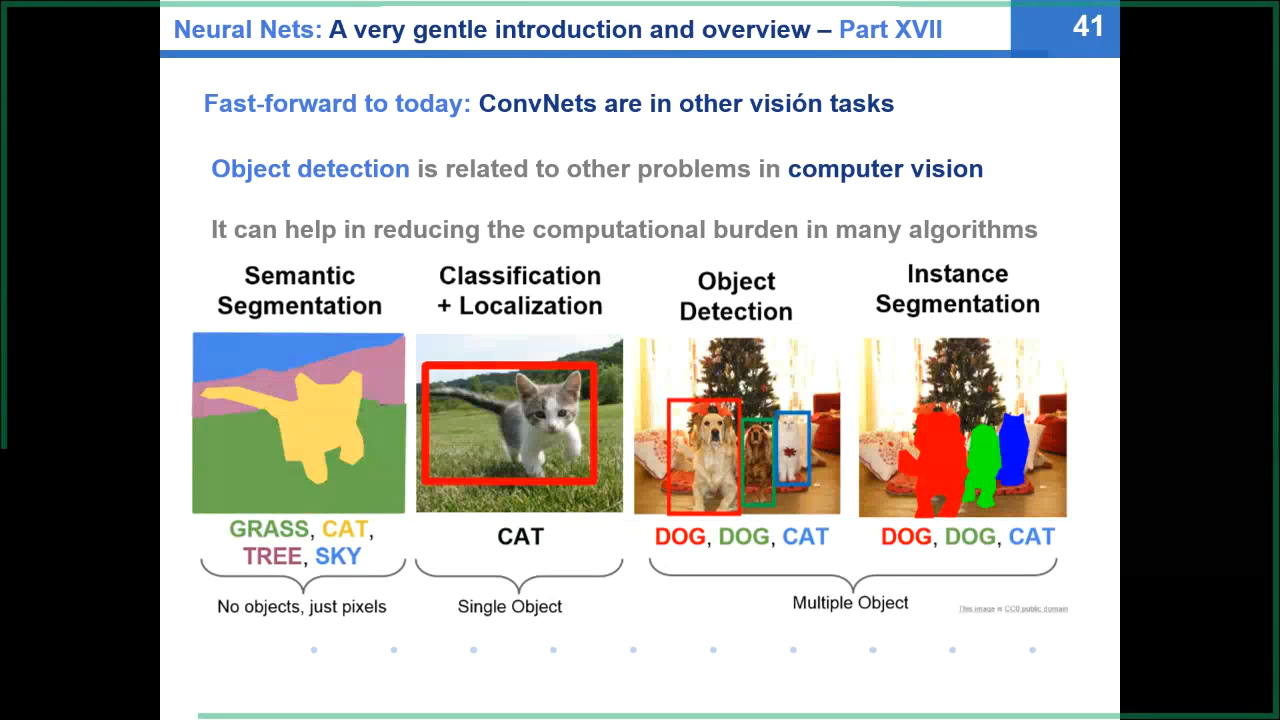 Neural Nets: A very gentle introduction and overview – Part XVII
41
Fast-forward to today: ConvNets are in other visión tasks
Object detection is related to other problems in computer vision
It can help in reducing the computational burden in many algorithms
Semantic
Segmentation
Classification
+ Localization
Object
Detection
Instance
Segmentation
GRASS, CAT,
TREE, SKY
CAT
DOG, DOG, CAT
DOG, DOG, CAT
No objects, just pixels
Single Object
Multiple Object
This image is CC0 public domain